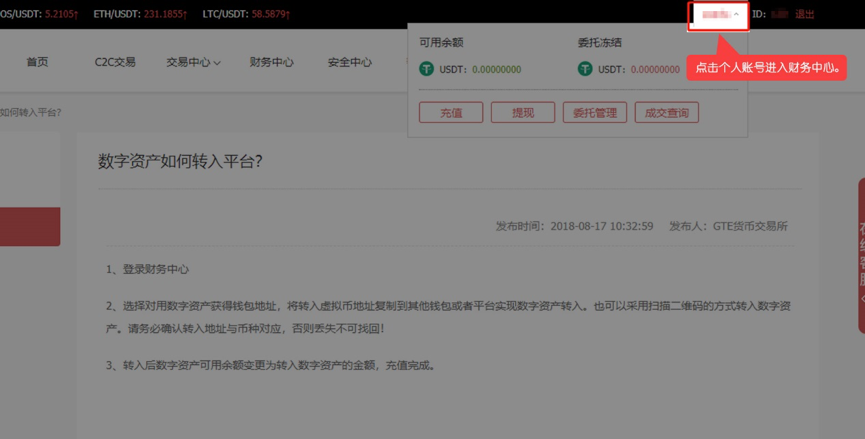 OS/USDT: 5.2105↑ ETH/USDT: 231.1855↑ LTC/USDT: 58.5879↑ ID: 退出
首页 C2C交易 交易中心 财务中心 安全中心
可用余额 委托冻结
USDT: 0.00000000 USDT: 0.00000000
点击个人账号进入财务中心。
充值 提现 委托管理 成交查询
如何转入平台?
数字资产如何转入平台?
发布时间：2018-08-17 10:32:59 发布人：GTE货币交易所
1、登录财务中心
2、选择对用数字资产获得钱包地址，将转入虚拟币地址复制到其他钱包或者平台实现数字资产转入。也可以采用扫描二维码的方式转入数字资
产。请务必确认转入地址与币种对应，否则丢失不可找回!
3、转入后数字资产可用余额变更为转入数字资产的金额，充值完成。